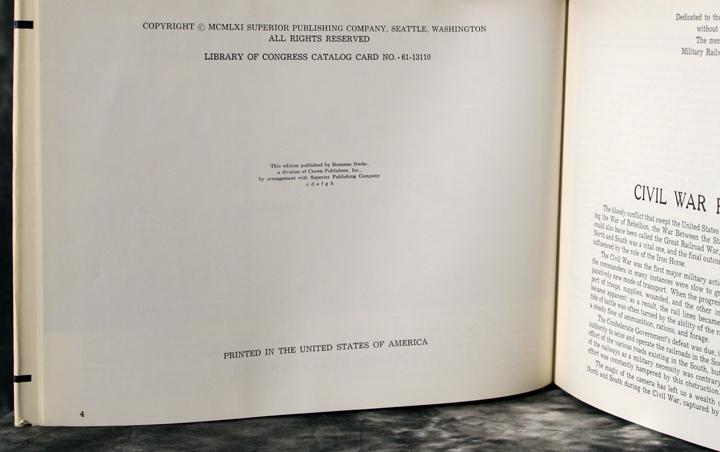 COPYRIGHT © MCMLXI SUPERIOR PUBLISHING COMPANY, SEATTLE, WASHINGTON
ALL RIGHTS RESERVED
LIBRARY OF CONGRESS CATALOG CARD NO. - 61-13110
This edition published by Bonanza Books,
a division of Crown Publishers, Inc.,
by arrangement with Superior Publishing Company
c d e f g h
PRINTED IN THE UNITED STATES OF AMERICA
4
Dedicated to th
without
The mem
Military Railw
CIVIL WAR
The bloody conflict that swept the United States
ing the War of Rebellion, the War Between the Sta
could also have been called the Great Railroad War,
North and South was a vital one, and the final outco
influenced by the role of the Iron Horse.
The Civil War was the first major military acti
the commanders in many instances were slow to gr
paratively new mode of transport. When the progres
port of troops, supplies, wounded, and the other in
became apparent; as a result, the rail lines became
tide of battle was often turned by the ability of the r
a steady flow of ammunition, rations, and forage.
The Confederate Government's defeat was due, i
authority to seize and operate the railroads in the Sou
effort of the various roads existing in the South, but
of the railways as a military necessity was contrary
effort was constantly hampered by this obstruction.
The magic of the camera has left us a wealth o
North and South during the Civil War, captured by